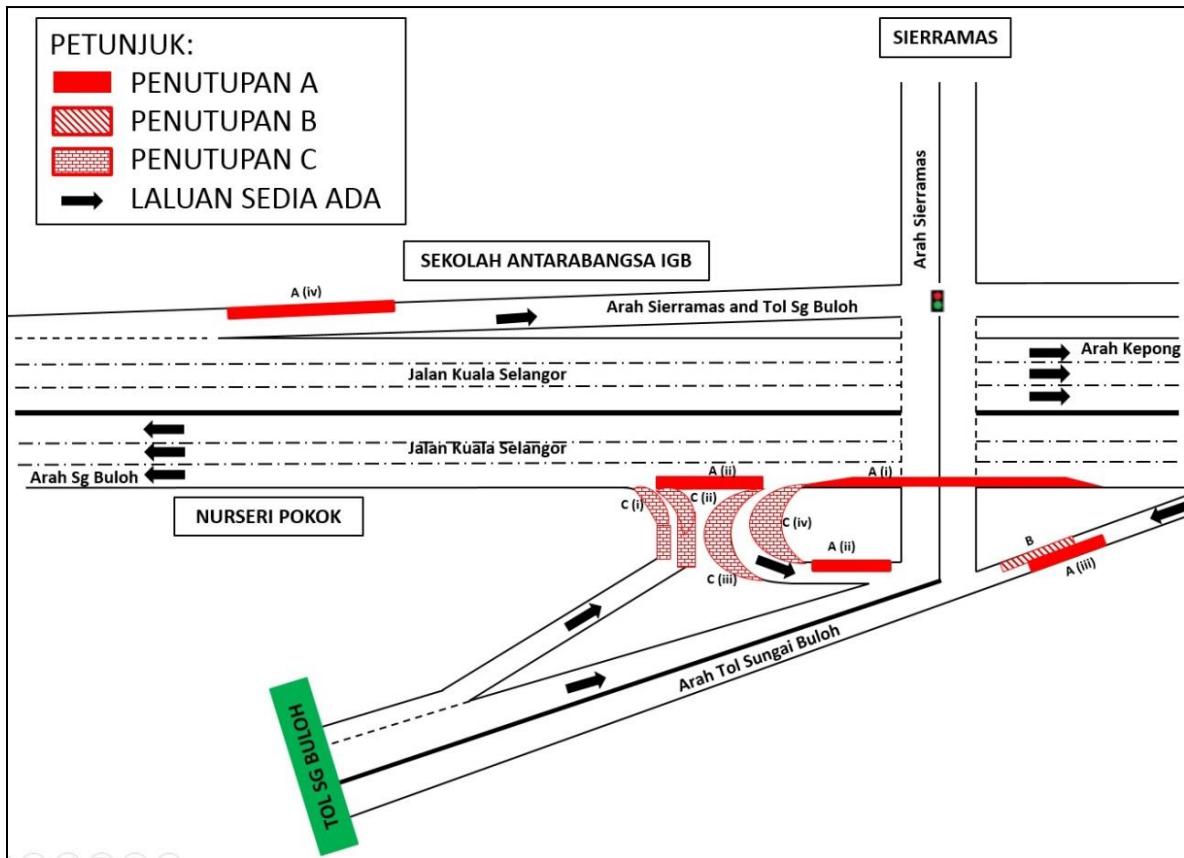 PETUNJUK:
PENUTUPAN A
PENUTUPAN B
PENUTUPAN C
LALUAN SEDIA ADA
SIERRAMAS
Arah Sierramas
SEKOLAH ANTARABANGSA IGB
A (iv)
Arah Sierramas and Tol Sg Buloh
Arah Kepong
Jalan Kuala Selangor
Jalan Kuala Selangor
Arah Sg Buloh
A (ii)
A (i)
NURSERI POKOK
C (i)
C (ii)
C (iv)
A (ii)
C (iii)
B
A (iii)
Arah Tol Sungai Buloh
TOL SG BULOH